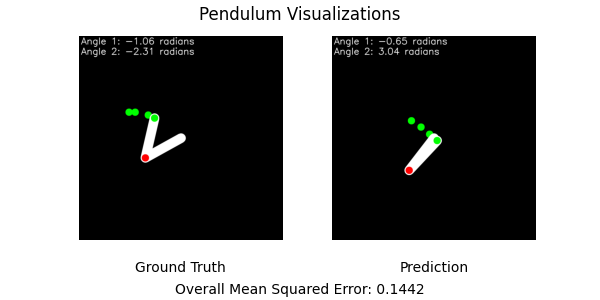 Pendulum Visualizations
Angle 1: −1.06 radians
Angle 2: −2.31 radians
Angle 1: −0.65 radians
Angle 2: 3.04 radians
Ground Truth
Prediction
Overall Mean Squared Error: 0.1442